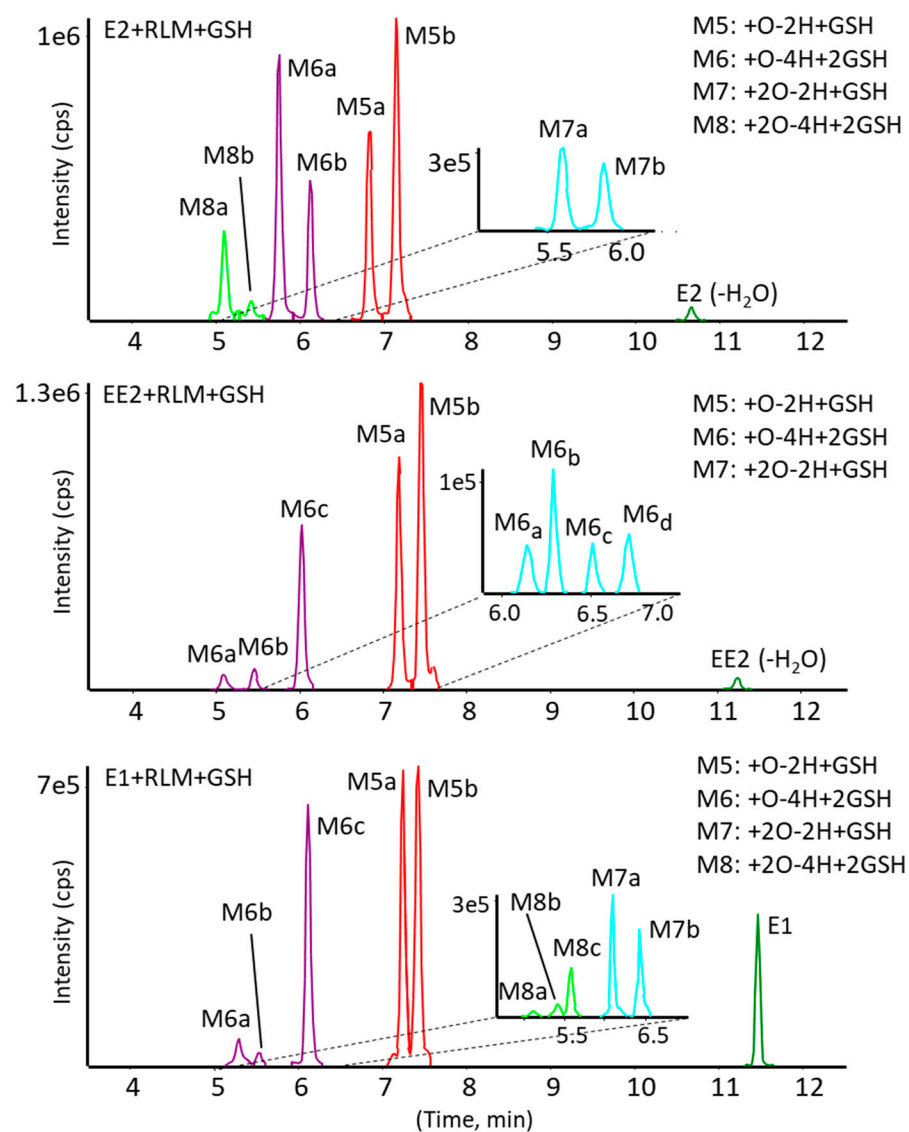 E2+RLM+GSH
M5: +O-2H+GSH
M6: +O-4H+2GSH
M7: +2O-2H+GSH
M8: +2O-4H+2GSH
1e6
Intensity (cps)
M8a
M8b
M6a
M6b
M5a
M5b
3e5
M7a
M7b
5.5 6.0
E2 (-H₂O)
4 5 6 7 8 9 10 11 12
EE2+RLM+GSH
M5: +O-2H+GSH
M6: +O-4H+2GSH
M7: +2O-2H+GSH
1.3e6
Intensity (cps)
M6a
M6b
M6c
M5a
M5b
1e5
M6a
M6b
M6c
M6d
6.0 6.5 7.0
EE2 (-H₂O)
4 5 6 7 8 9 10 11 12
E1+RLM+GSH
M5: +O-2H+GSH
M6: +O-4H+2GSH
M7: +2O-2H+GSH
M8: +2O-4H+2GSH
7e5
Intensity (cps)
M6a
M6b
M6c
M5a
M5b
3e5
M8a
M8b
M8c
M7a
M7b
5.5 6.5
E1
4 5 6 7 8 9 10 11 12
(Time, min)